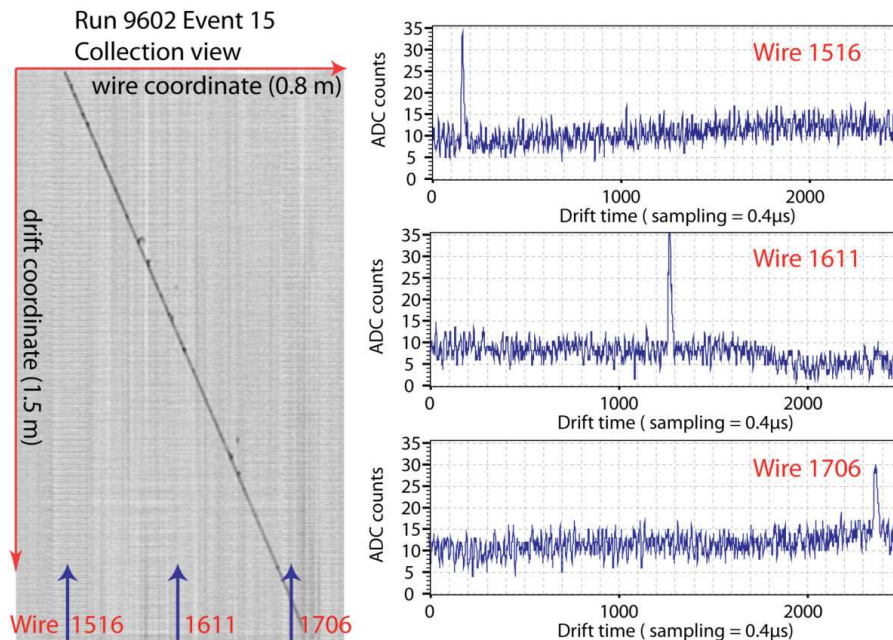 Run 9602 Event 15
Collection view
wire coordinate (0.8 m)
drift coordinate (1.5 m)
Wire 1516
1611
1706
ADC counts
35
30
25
20
15
10
5
0
Wire 1516
0
1000
2000
Drift time ( sampling = 0.4µs)
ADC counts
35
30
25
20
15
10
5
0
Wire 1611
0
1000
2000
Drift time ( sampling = 0.4µs)
ADC counts
35
30
25
20
15
10
5
0
Wire 1706
0
1000
2000
Drift time ( sampling = 0.4µs)